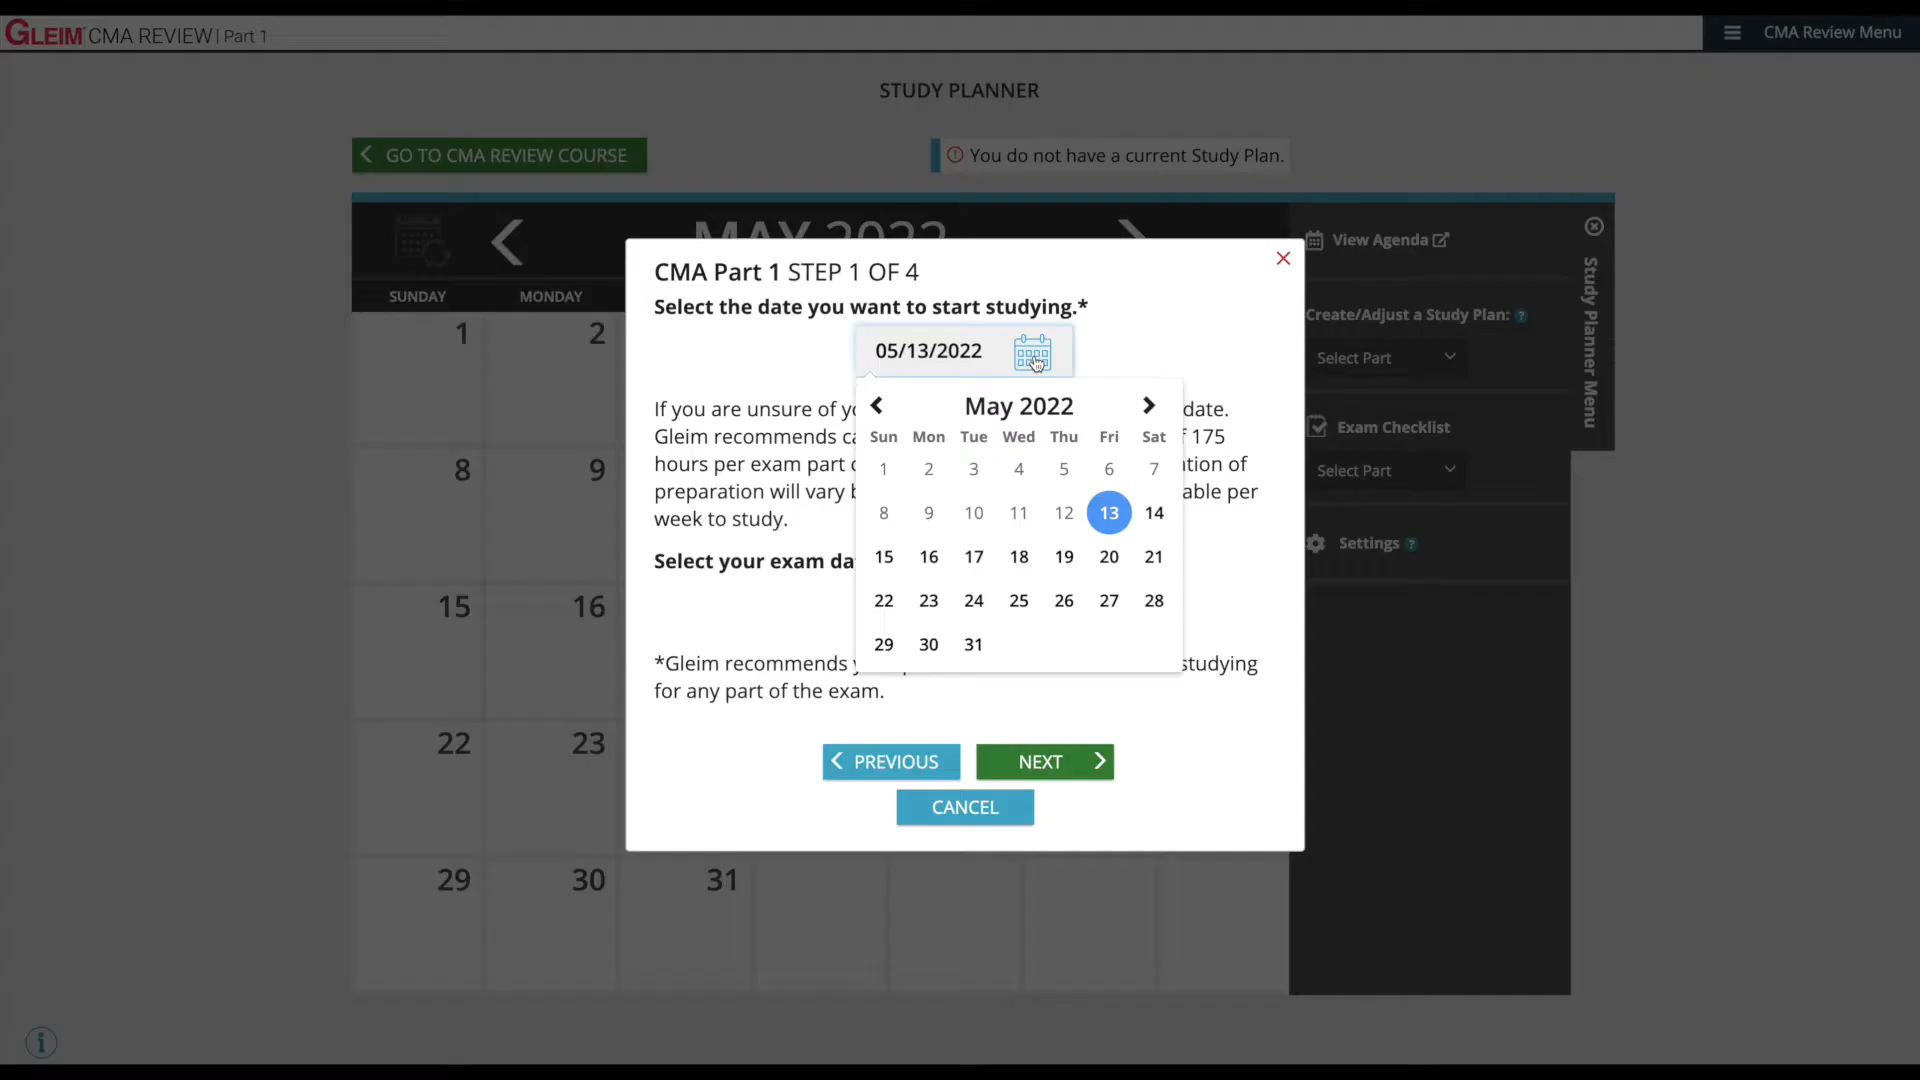 GLEIM CMA REVIEW | Part 1
CMA Review Menu
STUDY PLANNER
GO TO CMA REVIEW COURSE
You do not have a current Study Plan.
MAY 2022
SUNDAY MONDAY
1 2
8 9
15 16
22 23
29 30 31
CMA Part 1 STEP 1 OF 4
Select the date you want to start studying.*
05/13/2022
If you are unsure of date.
Gleim recommends 175
hours per exam part
preparation will vary per
week to study.
Select your exam
May 2022
Sun Mon Tue Wed Thu Fri Sat
1 2 3 4 5 6 7
8 9 10 11 12 13 14
15 16 17 18 19 20 21
22 23 24 25 26 27 28
29 30 31
*Gleim recommends studying
for any part of the exam.
PREVIOUS
NEXT
CANCEL
View Agenda
Create/Adjust a Study Plan: ?
Select Part
Exam Checklist
Select Part
Settings ?
Study Planner Menu